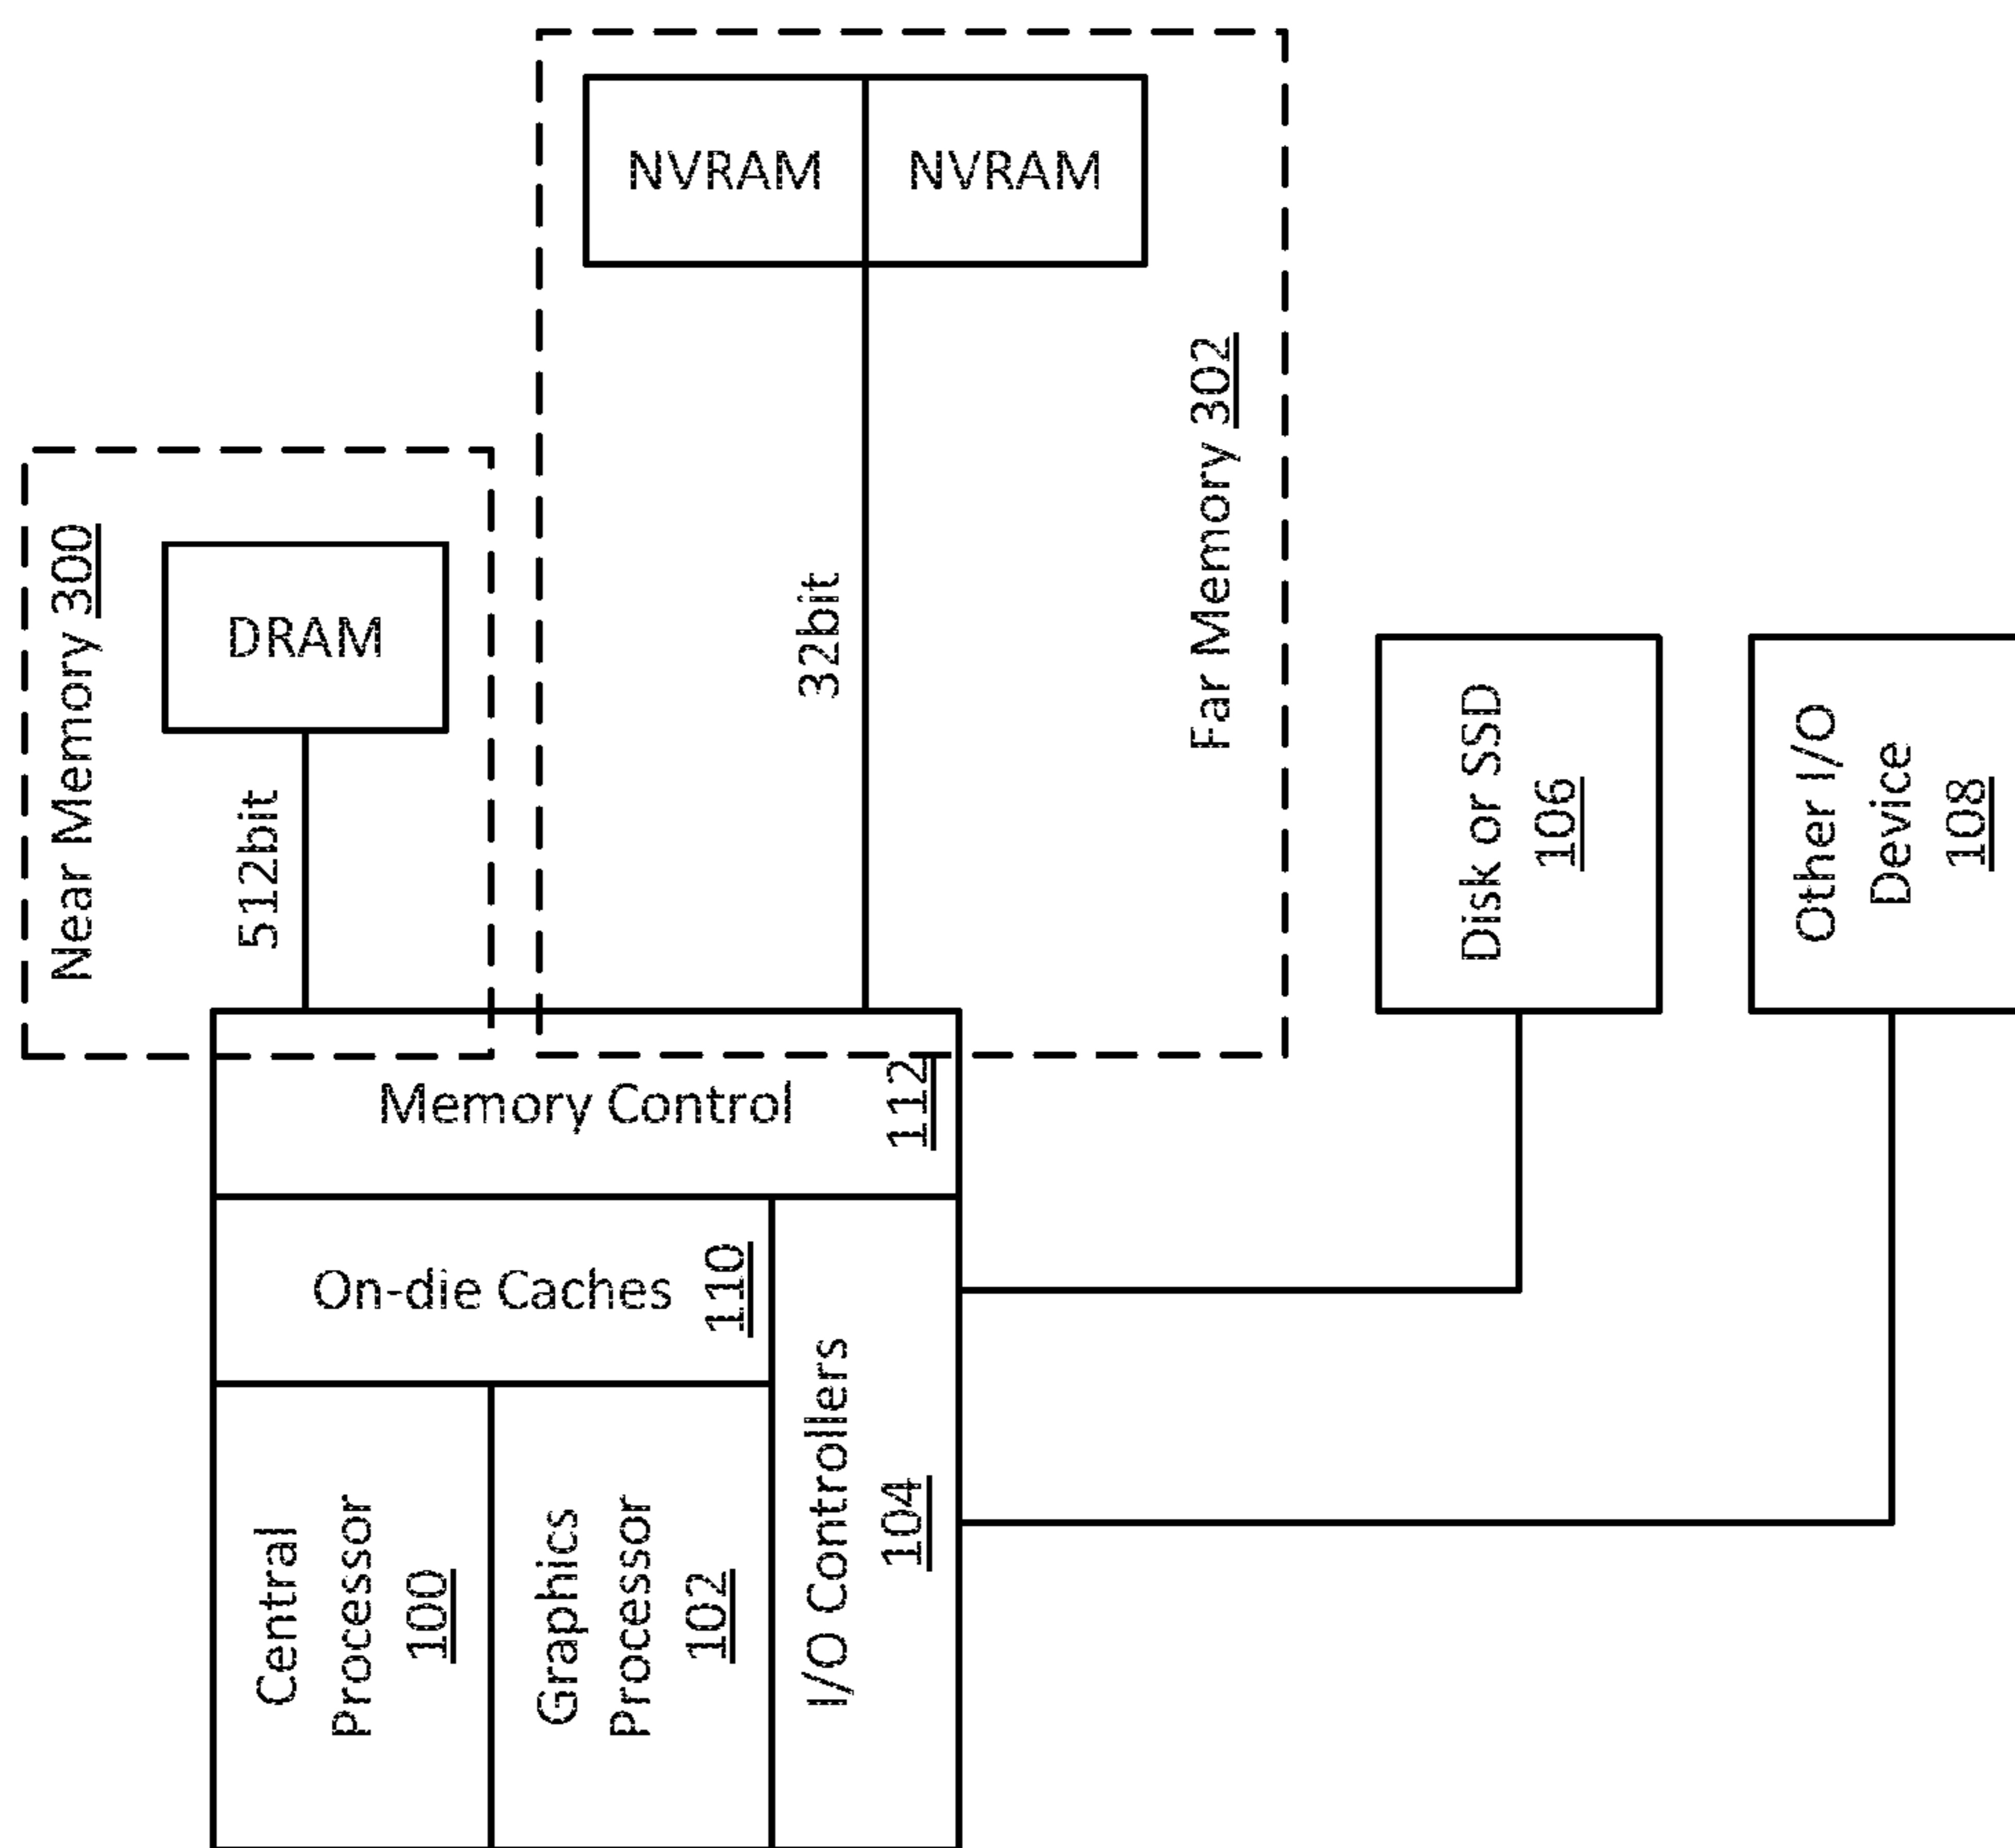 NVRAM
NVRAM
Near Memory 300
DRAM
512bit
32bit
Far Memory 302
Disk or SSD
106
Other I/O
Device
108
Memory Control
112
On-die Caches
110
Central
Processor
100
Graphics
Processor
102
I/O Controllers
104